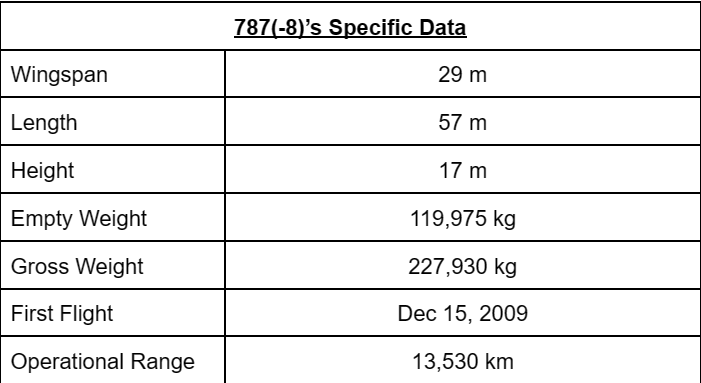 787(-8)’s Specific Data
Wingspan 29 m
Length 57 m
Height 17 m
Empty Weight 119,975 kg
Gross Weight 227,930 kg
First Flight Dec 15, 2009
Operational Range 13,530 km